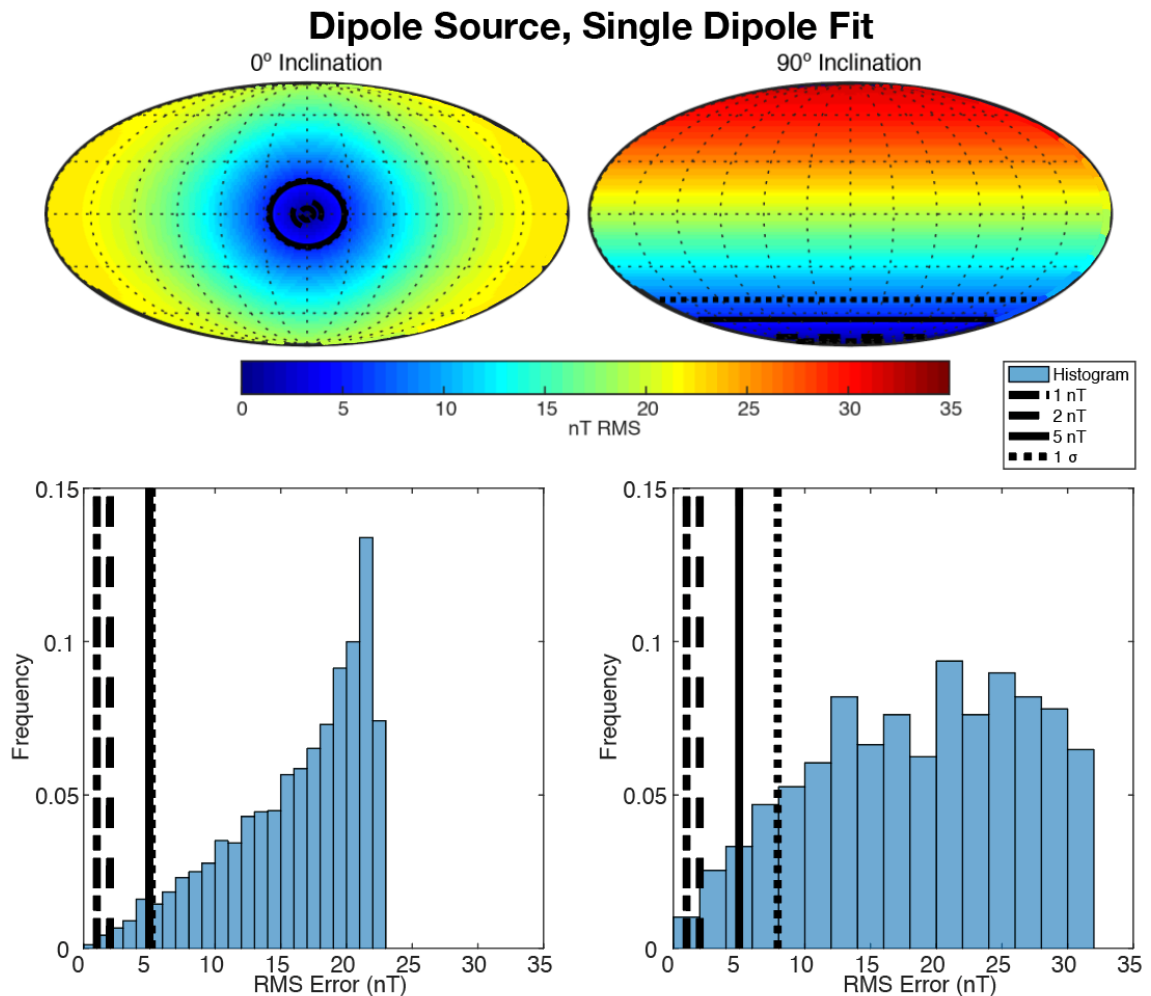 Dipole Source, Single Dipole Fit
0º Inclination
90º Inclination
0 5 10 15 20 25 30 35
nT RMS
Histogram
1 nT
2 nT
5 nT
1 σ
0.15
0.1
0.05
0
Frequency
0 5 10 15 20 25 30 35
RMS Error (nT)
0.15
0.1
0.05
0
Frequency
0 5 10 15 20 25 30 35
RMS Error (nT)